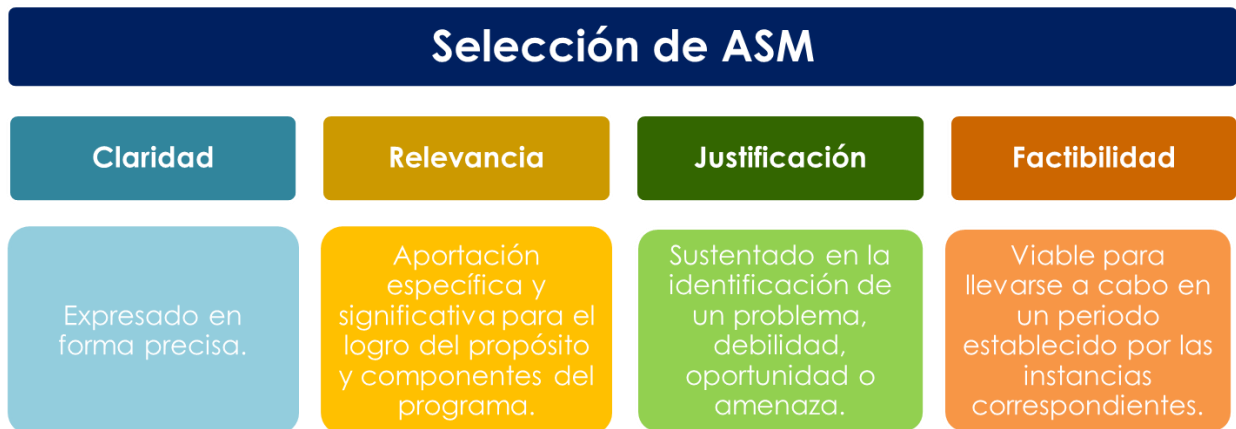 Selección de ASM
Claridad
Relevancia
Justificación
Factibilidad
Expresado en
forma precisa.
Aportación
específica y
significativa para el
logro del propósito
y componentes del
programa.
Sustentado en la
identificación de
un problema,
debilidad,
oportunidad o
amenaza.
Viable para
llevarse a cabo en
un periodo
establecido por las
instancias
correspondientes.